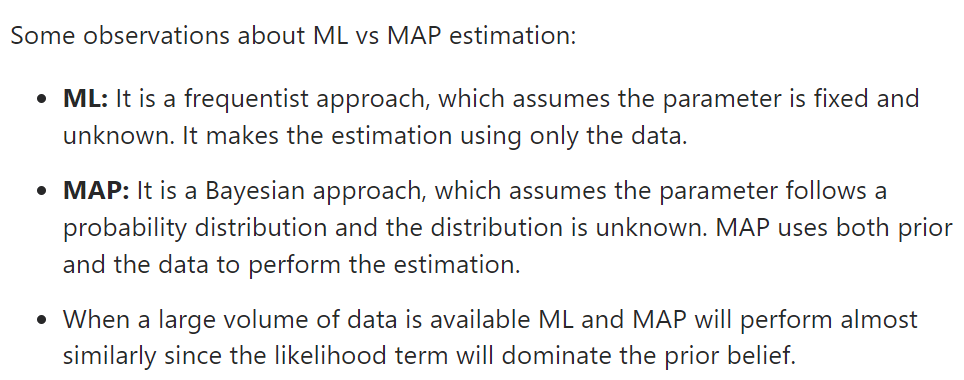 Some observations about ML vs MAP estimation:
• ML: It is a frequentist approach, which assumes the parameter is fixed and
unknown. It makes the estimation using only the data.
• MAP: It is a Bayesian approach, which assumes the parameter follows a
probability distribution and the distribution is unknown. MAP uses both prior
and the data to perform the estimation.
• When a large volume of data is available ML and MAP will perform almost
similarly since the likelihood term will dominate the prior belief.